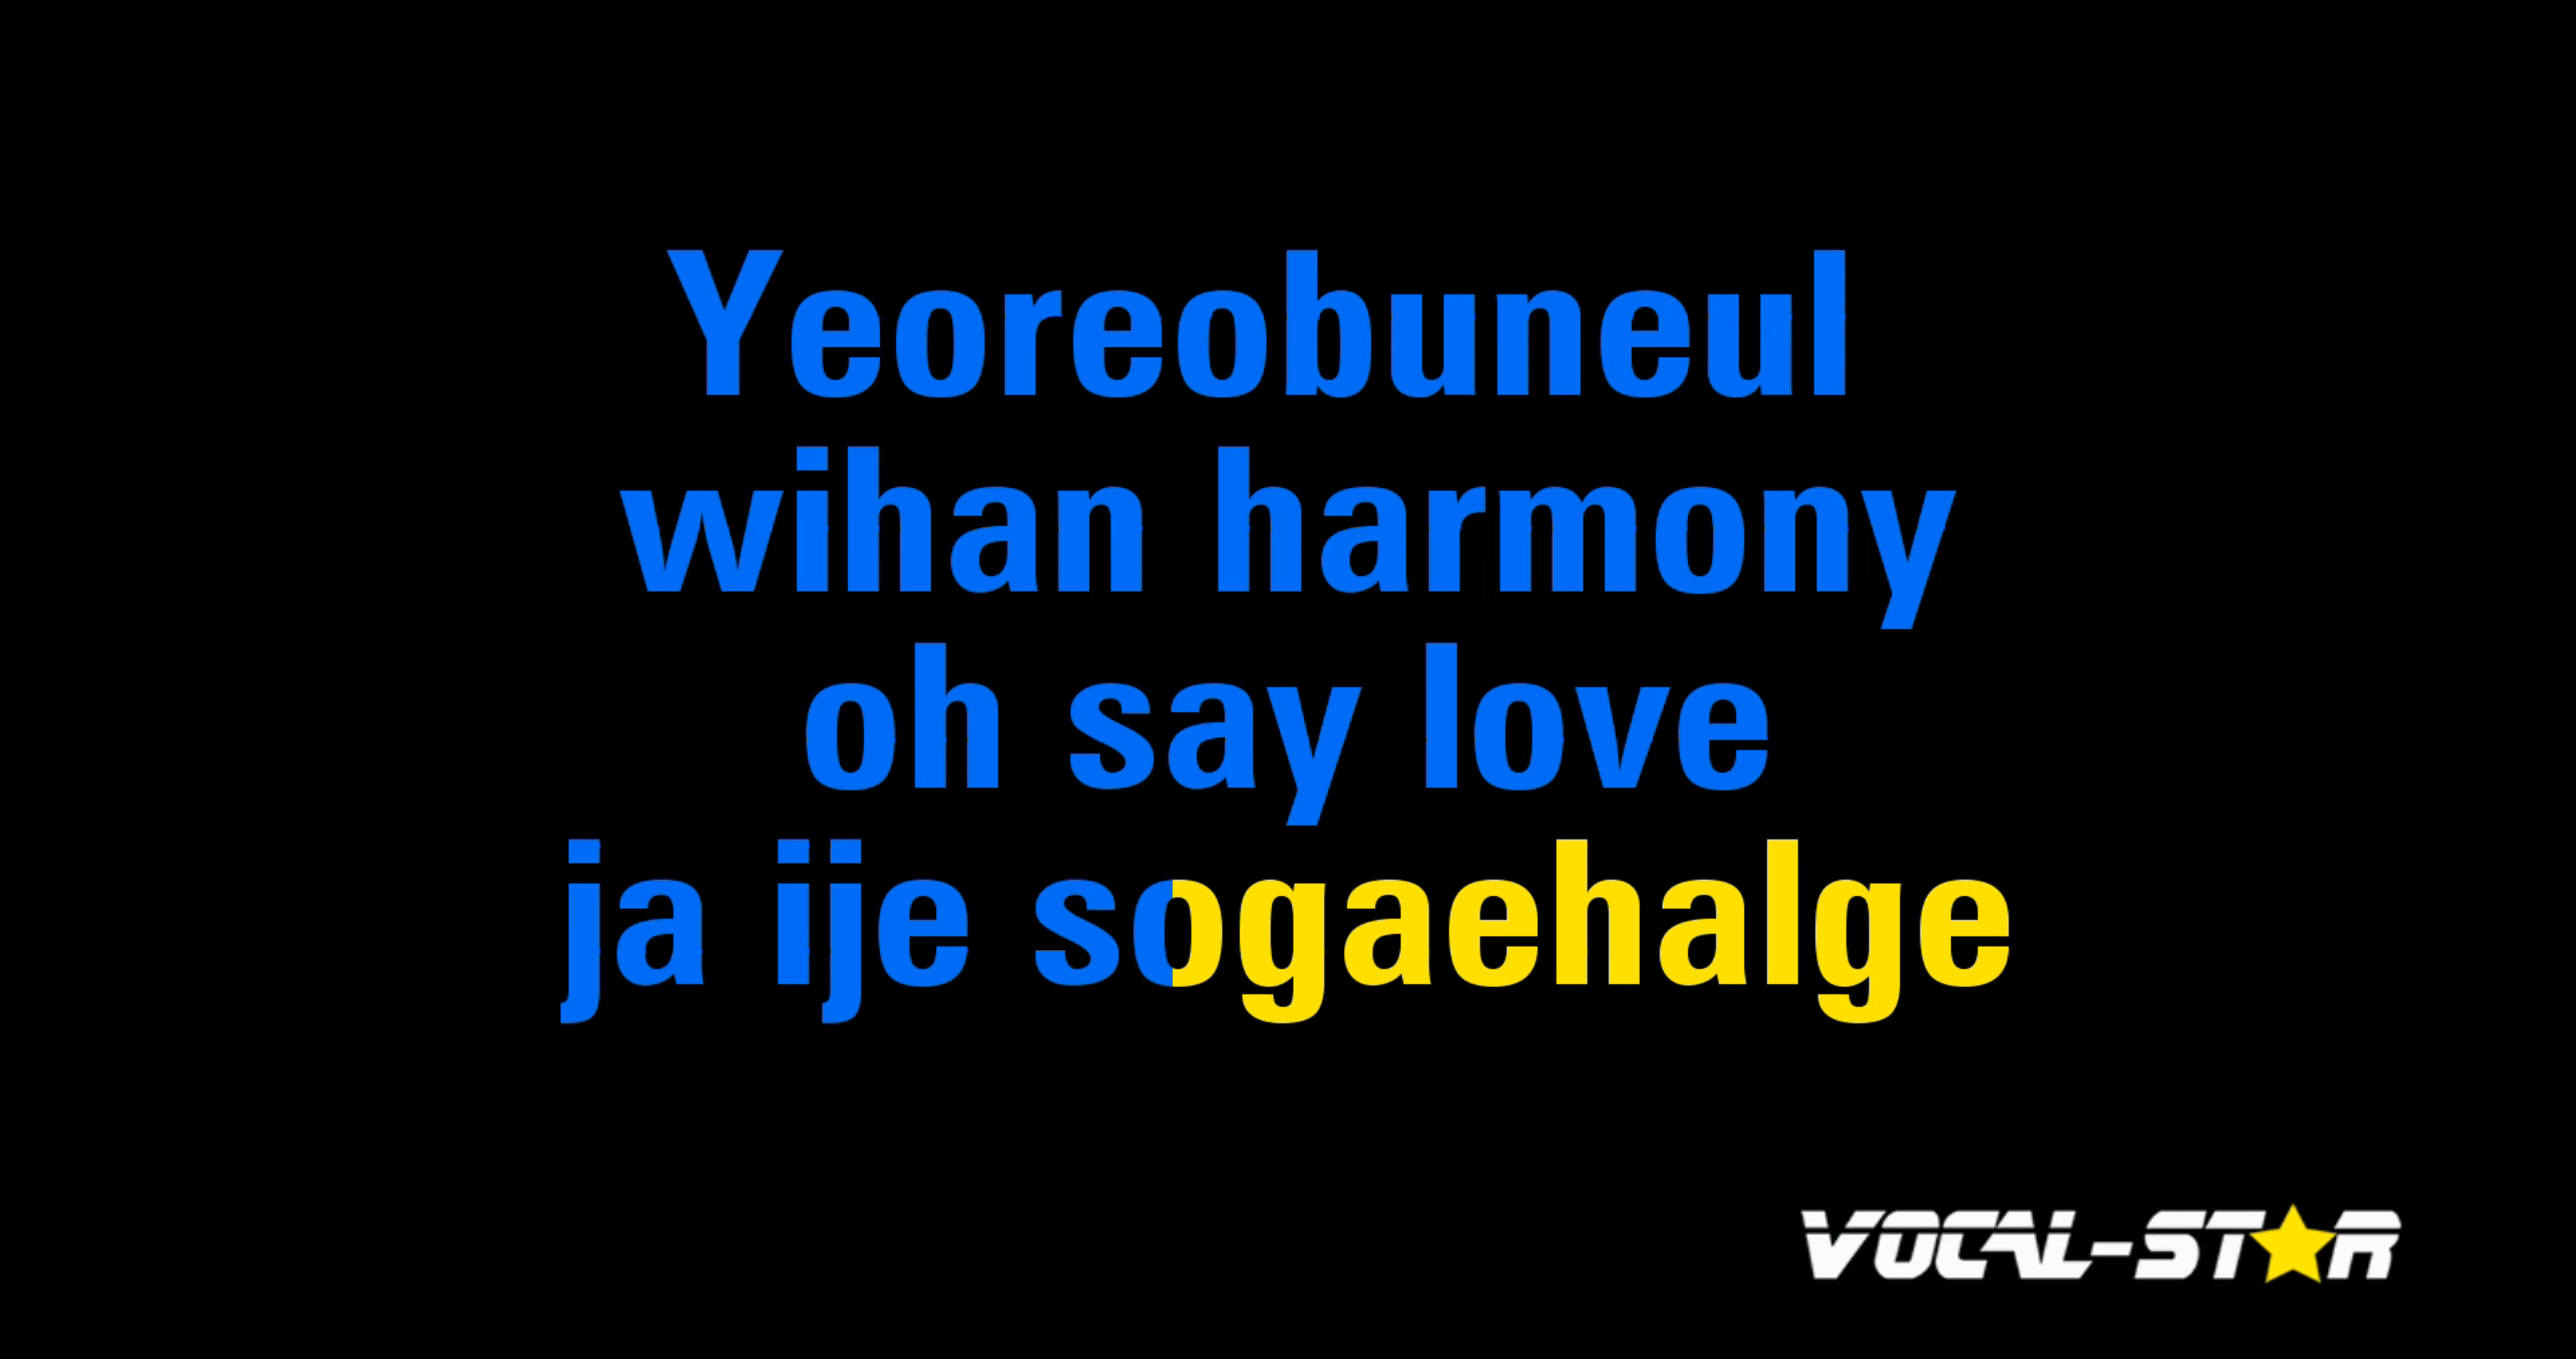 Yeoreobuneul
wihan harmony
oh say love
ja ije sogaehalge
VOCAL-STAR